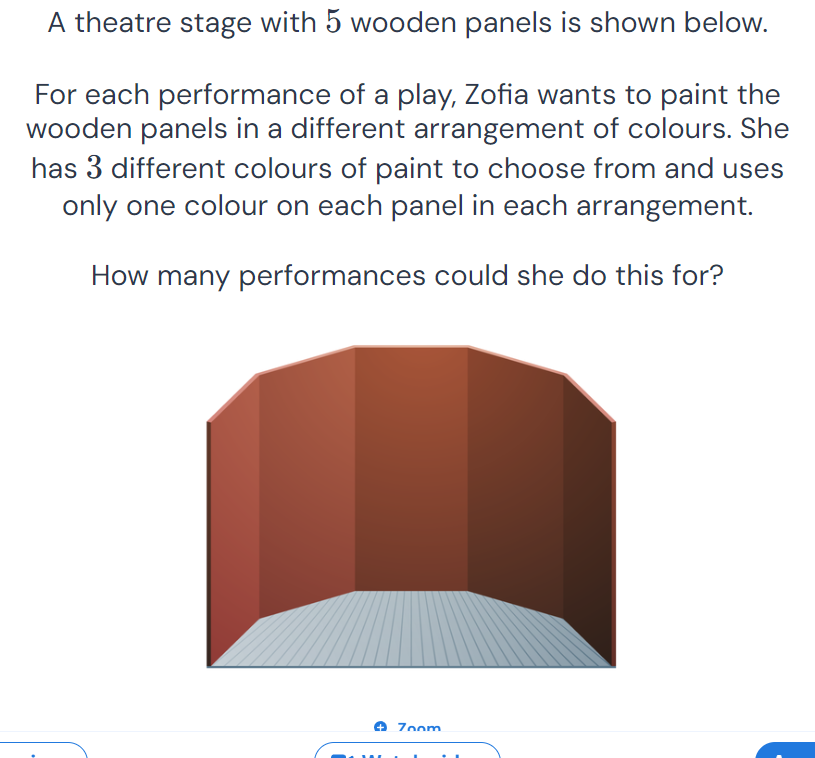 A theatre stage with 5 wooden panels is shown below.
For each performance of a play, Zofia wants to paint the
wooden panels in a different arrangement of colours. She
has 3 different colours of paint to choose from and uses
only one colour on each panel in each arrangement.
How many performances could she do this for?
Zoom